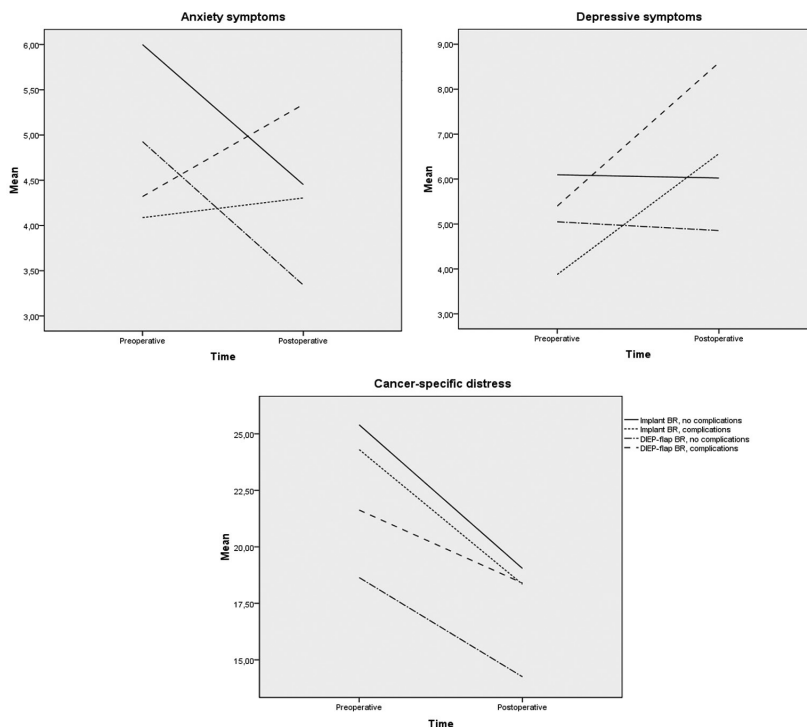 Anxiety symptoms
6,00
5,50
5,00
4,50
4,00
3,50
3,00
Mean
Preoperative
Postoperative
Time
Depressive symptoms
9,00
8,00
7,00
6,00
5,00
4,00
3,00
Mean
Preoperative
Postoperative
Time
Cancer-specific distress
25,00
22,50
20,00
17,50
15,00
Mean
Preoperative
Postoperative
Time
Implant BR, no complications
Implant BR, complications
DIEP-flap BR, no complications
DIEP-flap BR, complications